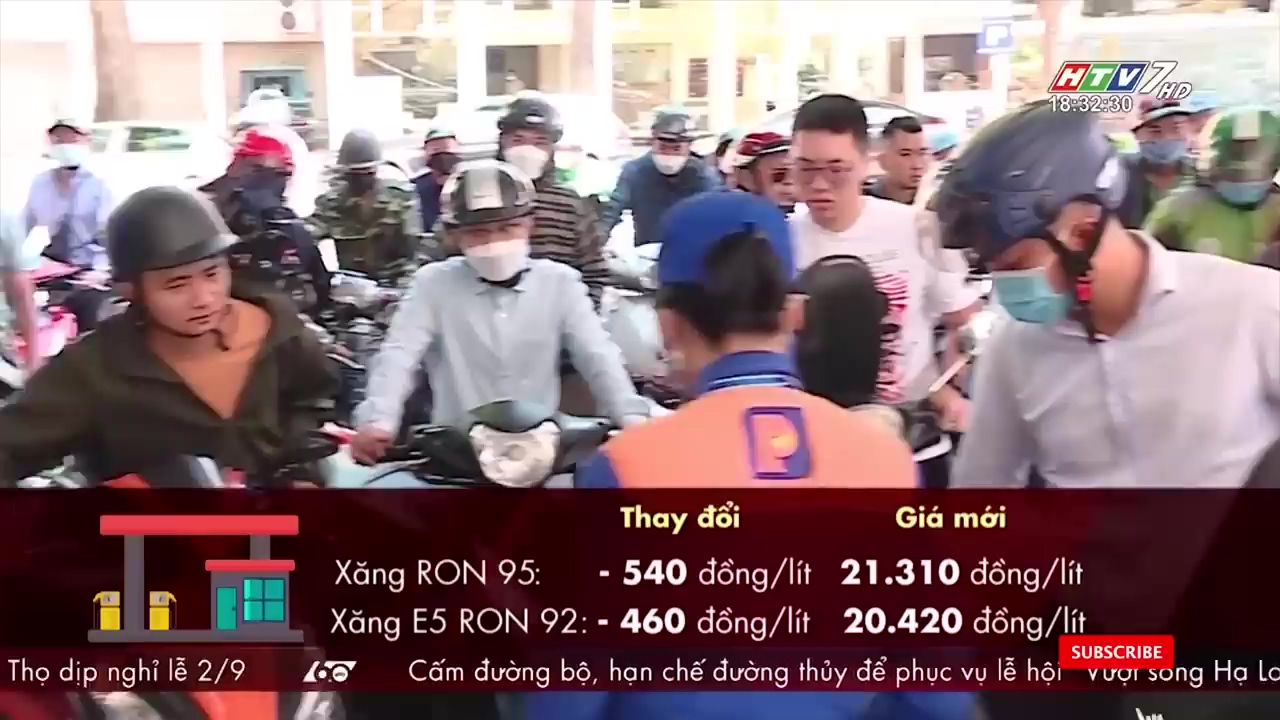 HTV7 HD
18:32:30
P
Thay đổi Giá mới
Xăng RON 95: - 540 đồng/lít 21.310 đồng/lít
Xăng E5 RON 92: - 460 đồng/lít 20.420 đồng/lít
SUBSCRIBE
Thọ dịp nghỉ lễ 2/9 60 Cấm đường bộ, hạn chế đường thủy để phục vụ lễ hội "Vượt sông Hạ